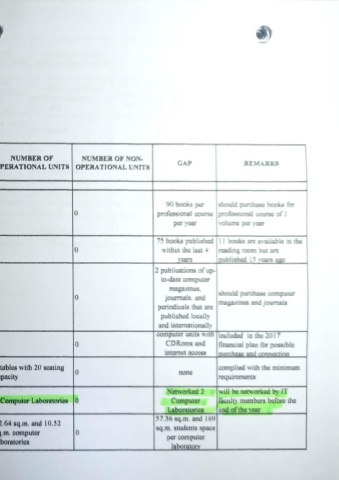 NUMBER OF
PERATIONAL UNITS
NUMBER OF NON-
OPERATIONAL UNITS
GAP
REMARKS
0
90 books per
professional course
per year
should purchase books for
professional course of 1
volume per year
0
75 books published
within the last 4
years
11 books are available in the
reading room but are
published 15 years ago
0
2 publications of up-
to-date computer
magazines,
journals, and
periodicals that are
published locally
and internationally
should purchase computer
magazines and journals
0
computer units with
CDRoms and
internet access
included in the 2017
financial plan for possible
purchase and connection
tables with 20 seating
pacity
0
none
complied with the minimum
requirements
Computer Laboratories
0
Networked 2
Computer
Laboratories
will be networked by IT
faculty members before the
end of the year
2.64 sq.m. and 10.52
q.m. computer
boratories
0
57.36 sq.m. and
sq.m. students space
per computer
laboratory